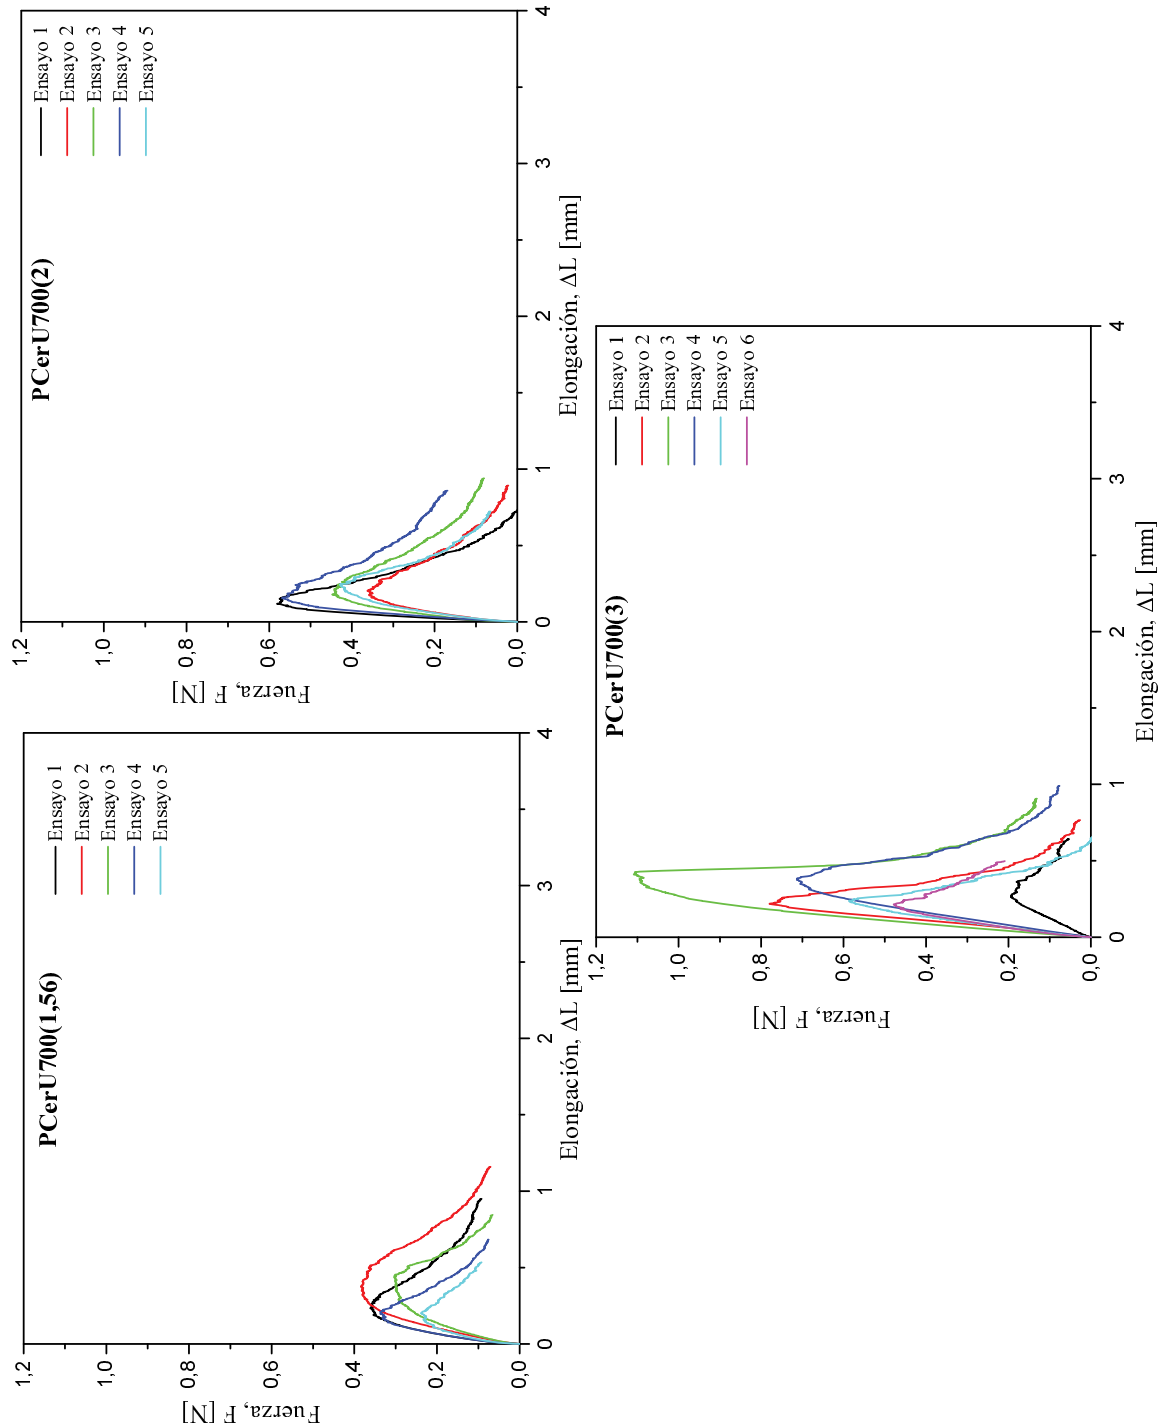 PCerU700(1,56)
Ensayo 1
Ensayo 2
Ensayo 3
Ensayo 4
Ensayo 5
1,2
1,0
0,8
0,6
0,4
0,2
0,0
Fuerza, F [N]
0 1 2 3 4
Elongación, ΔL [mm]
PCerU700(2)
Ensayo 1
Ensayo 2
Ensayo 3
Ensayo 4
Ensayo 5
1,2
1,0
0,8
0,6
0,4
0,2
0,0
Fuerza, F [N]
0 1 2 3 4
Elongación, ΔL [mm]
PCerU700(3)
Ensayo 1
Ensayo 2
Ensayo 3
Ensayo 4
Ensayo 5
Ensayo 6
1,2
1,0
0,8
0,6
0,4
0,2
0,0
Fuerza, F [N]
0 1 2 3 4
Elongación, ΔL [mm]